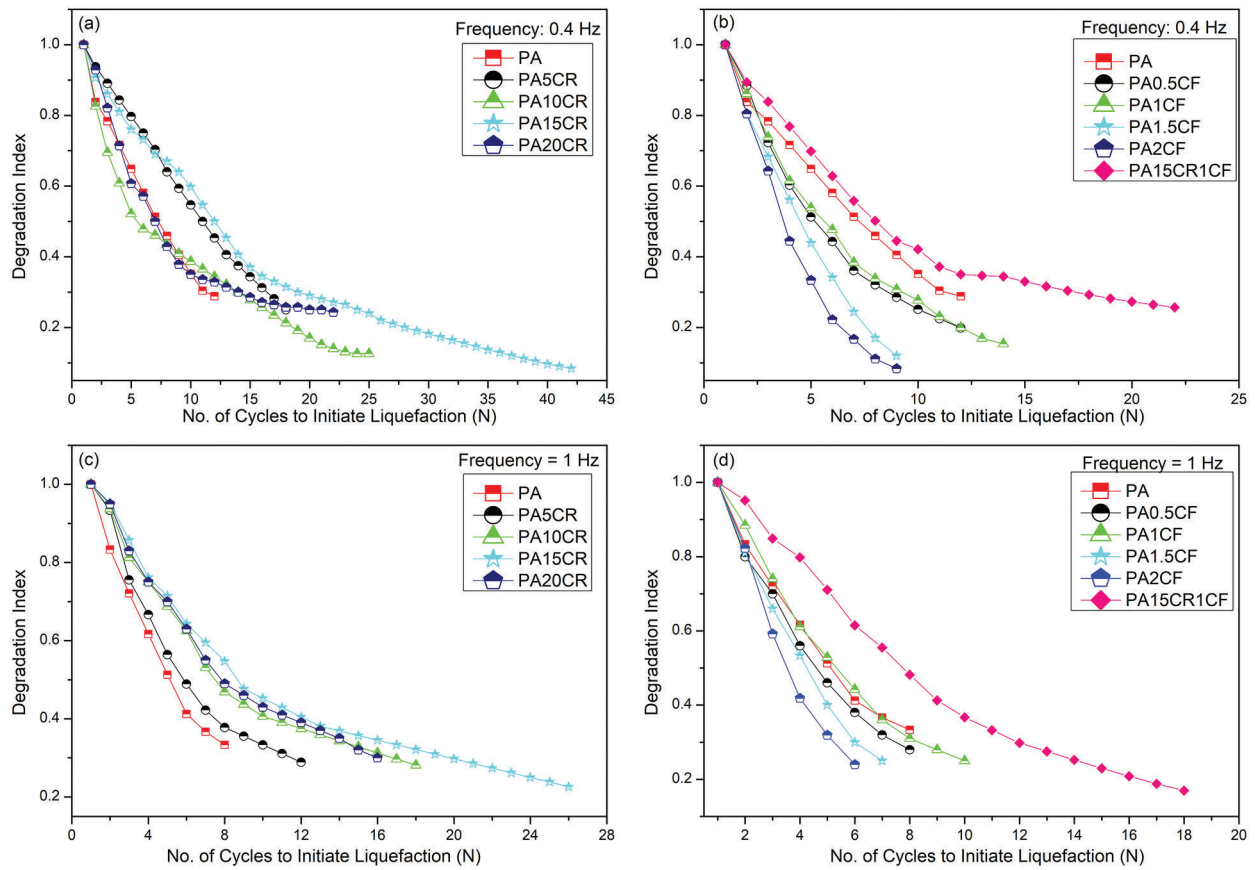 (a)
Frequency: 0.4 Hz
PA
PA5CR
PA10CR
PA15CR
PA20CR
1.0
0.8
0.6
0.4
0.2
Degradation Index
0 5 10 15 20 25 30 35 40 45
No. of Cycles to Initiate Liquefaction (N)
(b)
Frequency: 0.4 Hz
PA
PA0.5CF
PA1CF
PA1.5CF
PA2CF
PA15CR1CF
1.0
0.8
0.6
0.4
0.2
Degradation Index
0 5 10 15 20 25
No. of Cycles to Initiate Liquefaction (N)
(c)
Frequency = 1 Hz
PA
PA5CR
PA10CR
PA15CR
PA20CR
1.0
0.8
0.6
0.4
0.2
Degradation Index
0 4 8 12 16 20 24 28
No. of Cycles to Initiate Liquefaction (N)
(d)
Frequency = 1 Hz
PA
PA0.5CF
PA1CF
PA1.5CF
PA2CF
PA15CR1CF
1.0
0.8
0.6
0.4
0.2
Degradation Index
2 4 6 8 10 12 14 16 18 20
No. of Cycles to Initiate Liquefaction (N)